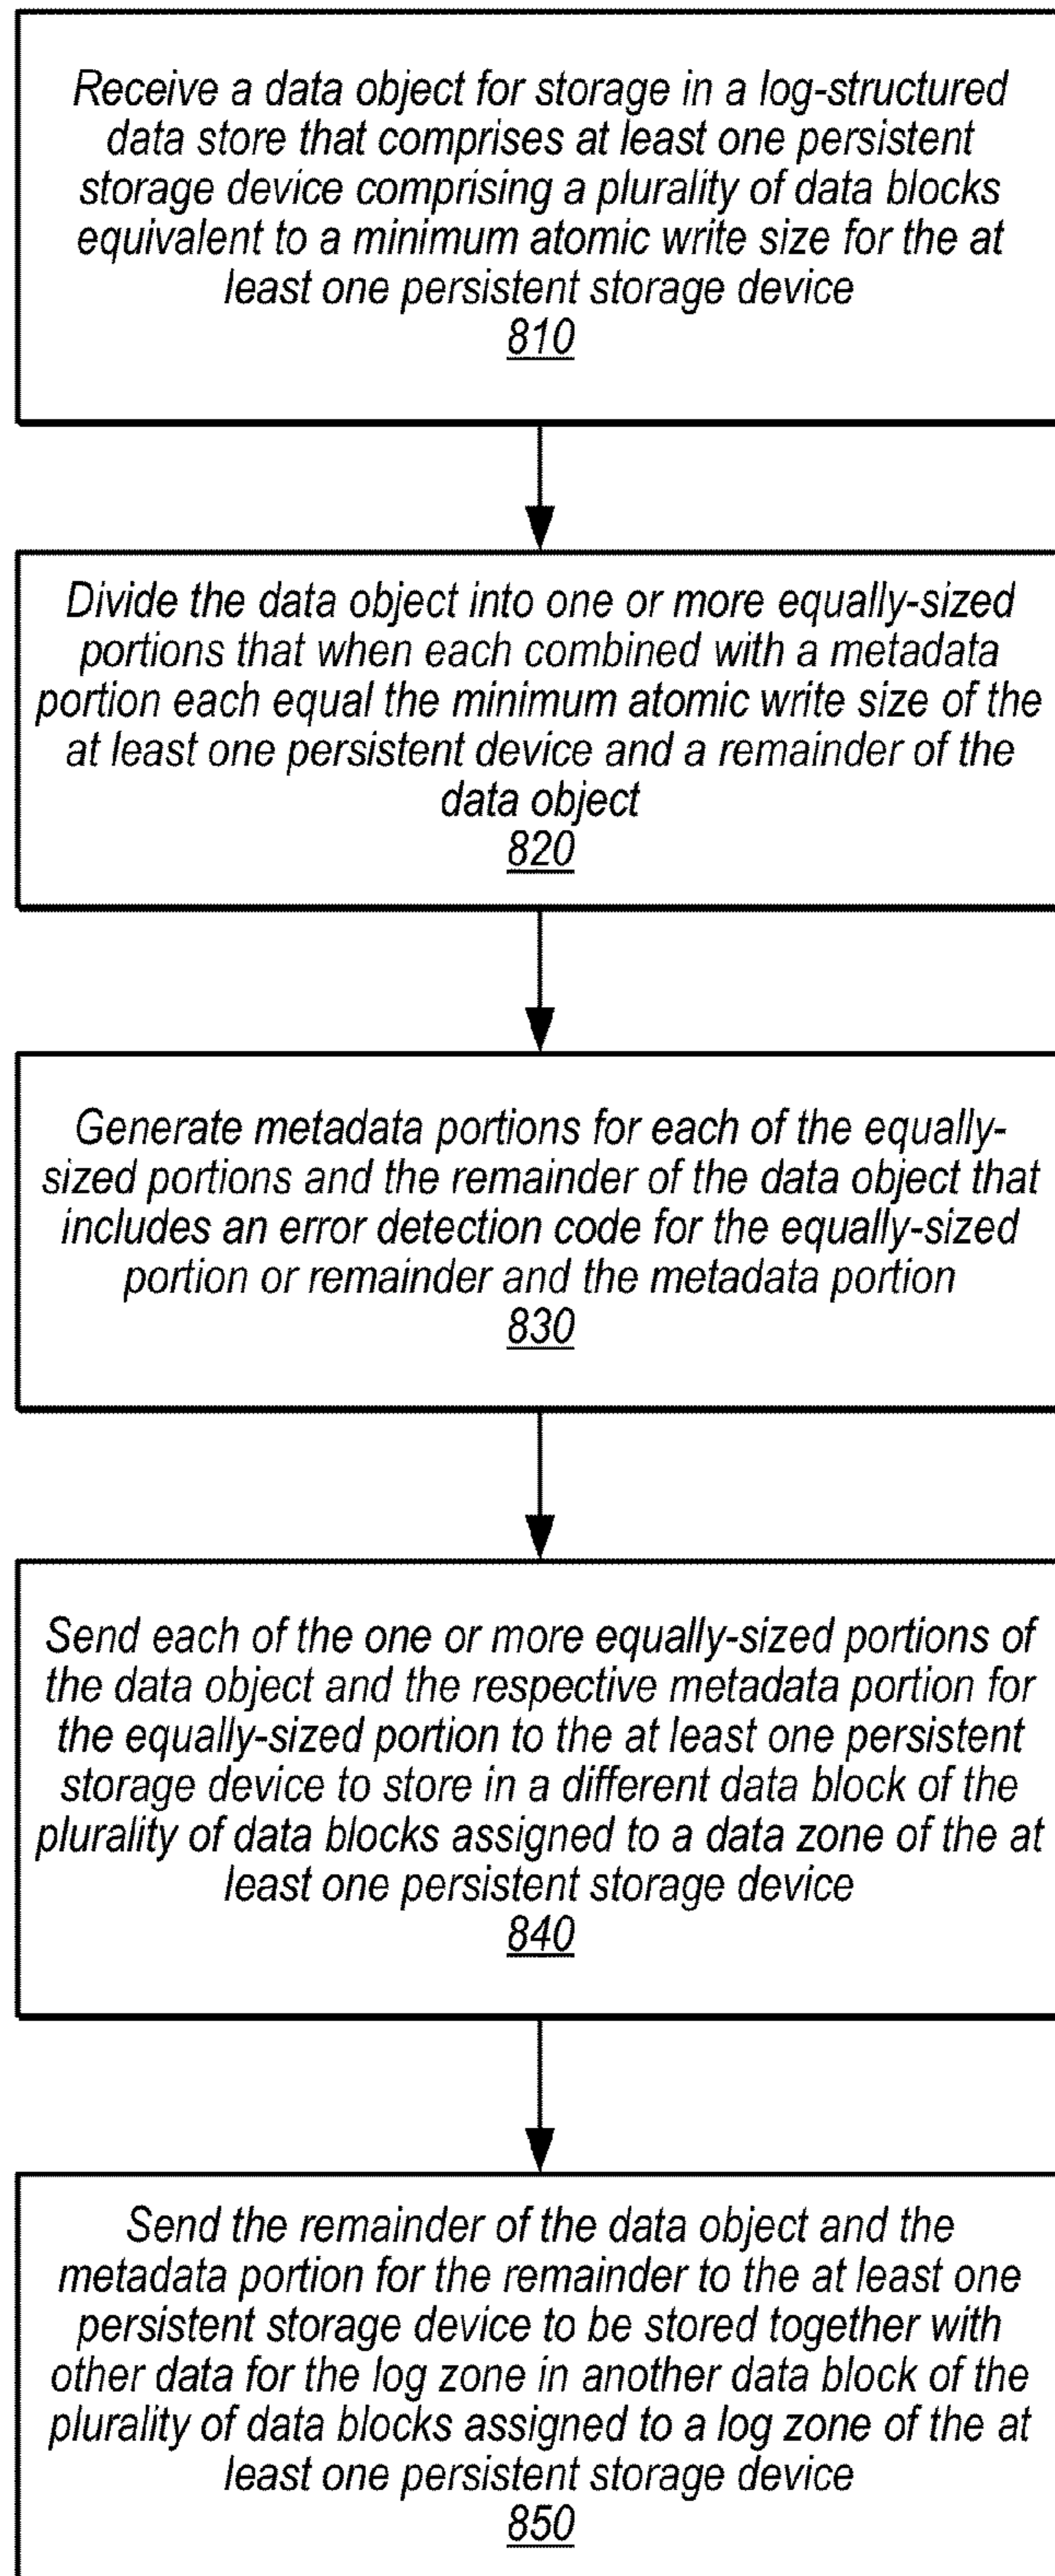 Receive a data object for storage in a log-structured
data store that comprises at least one persistent
storage device comprising a plurality of data blocks
equivalent to a minimum atomic write size for the at
least one persistent storage device
810
Divide the data object into one or more equally-sized
portions that when each combined with a metadata
portion each equal the minimum atomic write size of the
at least one persistent device and a remainder of the
data object
820
Generate metadata portions for each of the equally-
sized portions and the remainder of the data object that
includes an error detection code for the equally-sized
portion or remainder and the metadata portion
830
Send each of the one or more equally-sized portions of
the data object and the respective metadata portion for
the equally-sized portion to the at least one persistent
storage device to store in a different data block of the
plurality of data blocks assigned to a data zone of the at
least one persistent storage device
840
Send the remainder of the data object and the
metadata portion for the remainder to the at least one
persistent storage device to be stored together with
other data for the log zone in another data block of the
plurality of data blocks assigned to a log zone of the at
least one persistent storage device
850